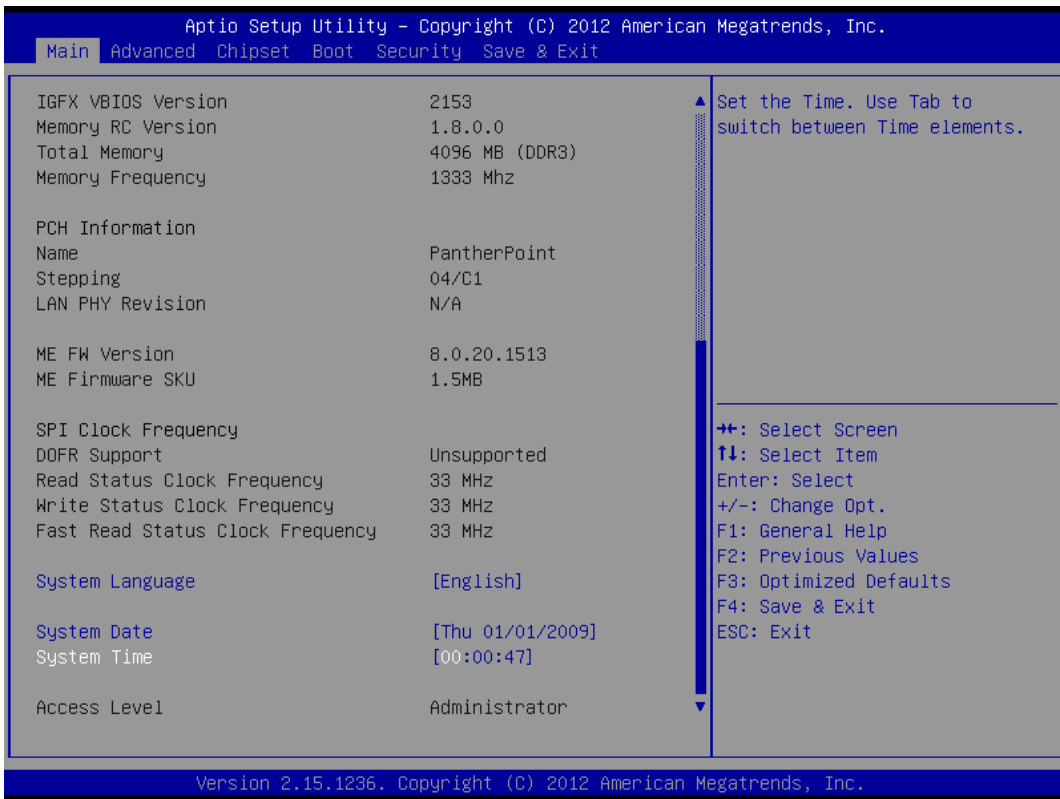 Aptio Setup Utility – Copyright (C) 2012 American Megatrends, Inc.
Main Advanced Chipset Boot Security Save & Exit
IGFX VBIOS Version 2153
Memory RC Version 1.8.0.0
Total Memory 4096 MB (DDR3)
Memory Frequency 1333 Mhz
PCH Information
Name PantherPoint
Stepping 04/C1
LAN PHY Revision N/A
ME FW Version 8.0.20.1513
ME Firmware SKU 1.5MB
SPI Clock Frequency
DOFR Support Unsupported
Read Status Clock Frequency 33 MHz
Write Status Clock Frequency 33 MHz
Fast Read Status Clock Frequency 33 MHz
System Language [English]
System Date [Thu 01/01/2009]
System Time [00:00:47]
Access Level Administrator
Set the Time. Use Tab to
switch between Time elements.
→←: Select Screen
↑↓: Select Item
Enter: Select
+/-: Change Opt.
F1: General Help
F2: Previous Values
F3: Optimized Defaults
F4: Save & Exit
ESC: Exit
Version 2.15.1236. Copyright (C) 2012 American Megatrends, Inc.